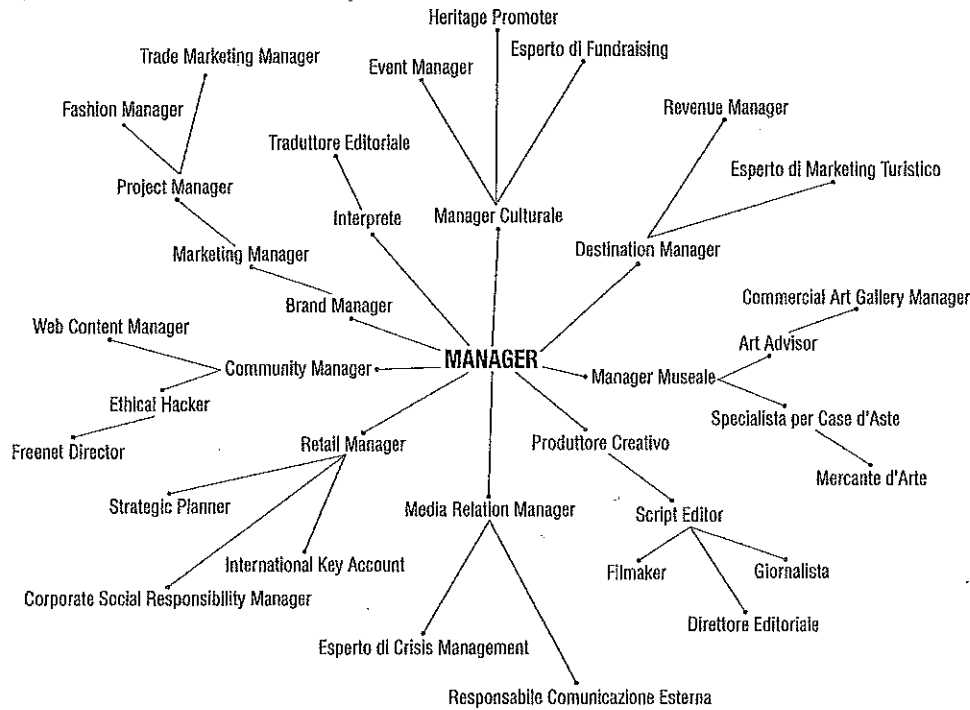 Heritage Promoter
Trade Marketing Manager
Esperto di Fundraising
Event Manager
Fashion Manager
Revenue Manager
Traduttore Editoriale
Esperto di Marketing Turistico
Project Manager
Interprete
Manager Culturale
Marketing Manager
Destination Manager
Commercial Art Gallery Manager
Brand Manager
Web Content Manager
Art Advisor
MANAGER
Community Manager
Manager Museale
Ethical Hacker
Specialista per Case d'Aste
Freenet Director
Retail Manager
Produttore Creativo
Mercante d'Arte
Strategic Planner
Media Relation Manager
Script Editor
International Key Account
Filmaker
Giornalista
Corporate Social Responsibility Manager
Direttore Editoriale
Esperto di Crisis Management
Responsabile Comunicazione Esterna